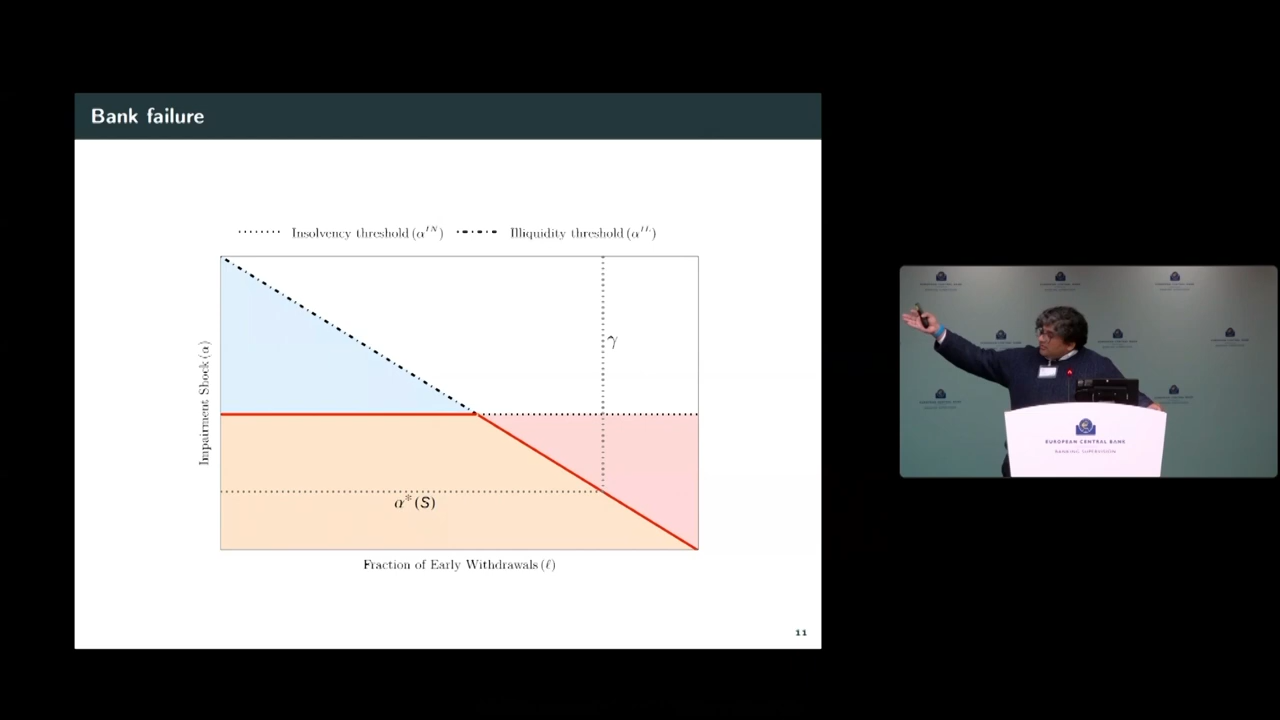 Bank failure
Insolvency threshold (α^IN) Illiquidity threshold (α^IL)
γ
α*(S)
Impairment Shock (α)
Fraction of Early Withdrawals (ℓ)
11
EUROPEAN CENTRAL BANK
BANKING SUPERVISION